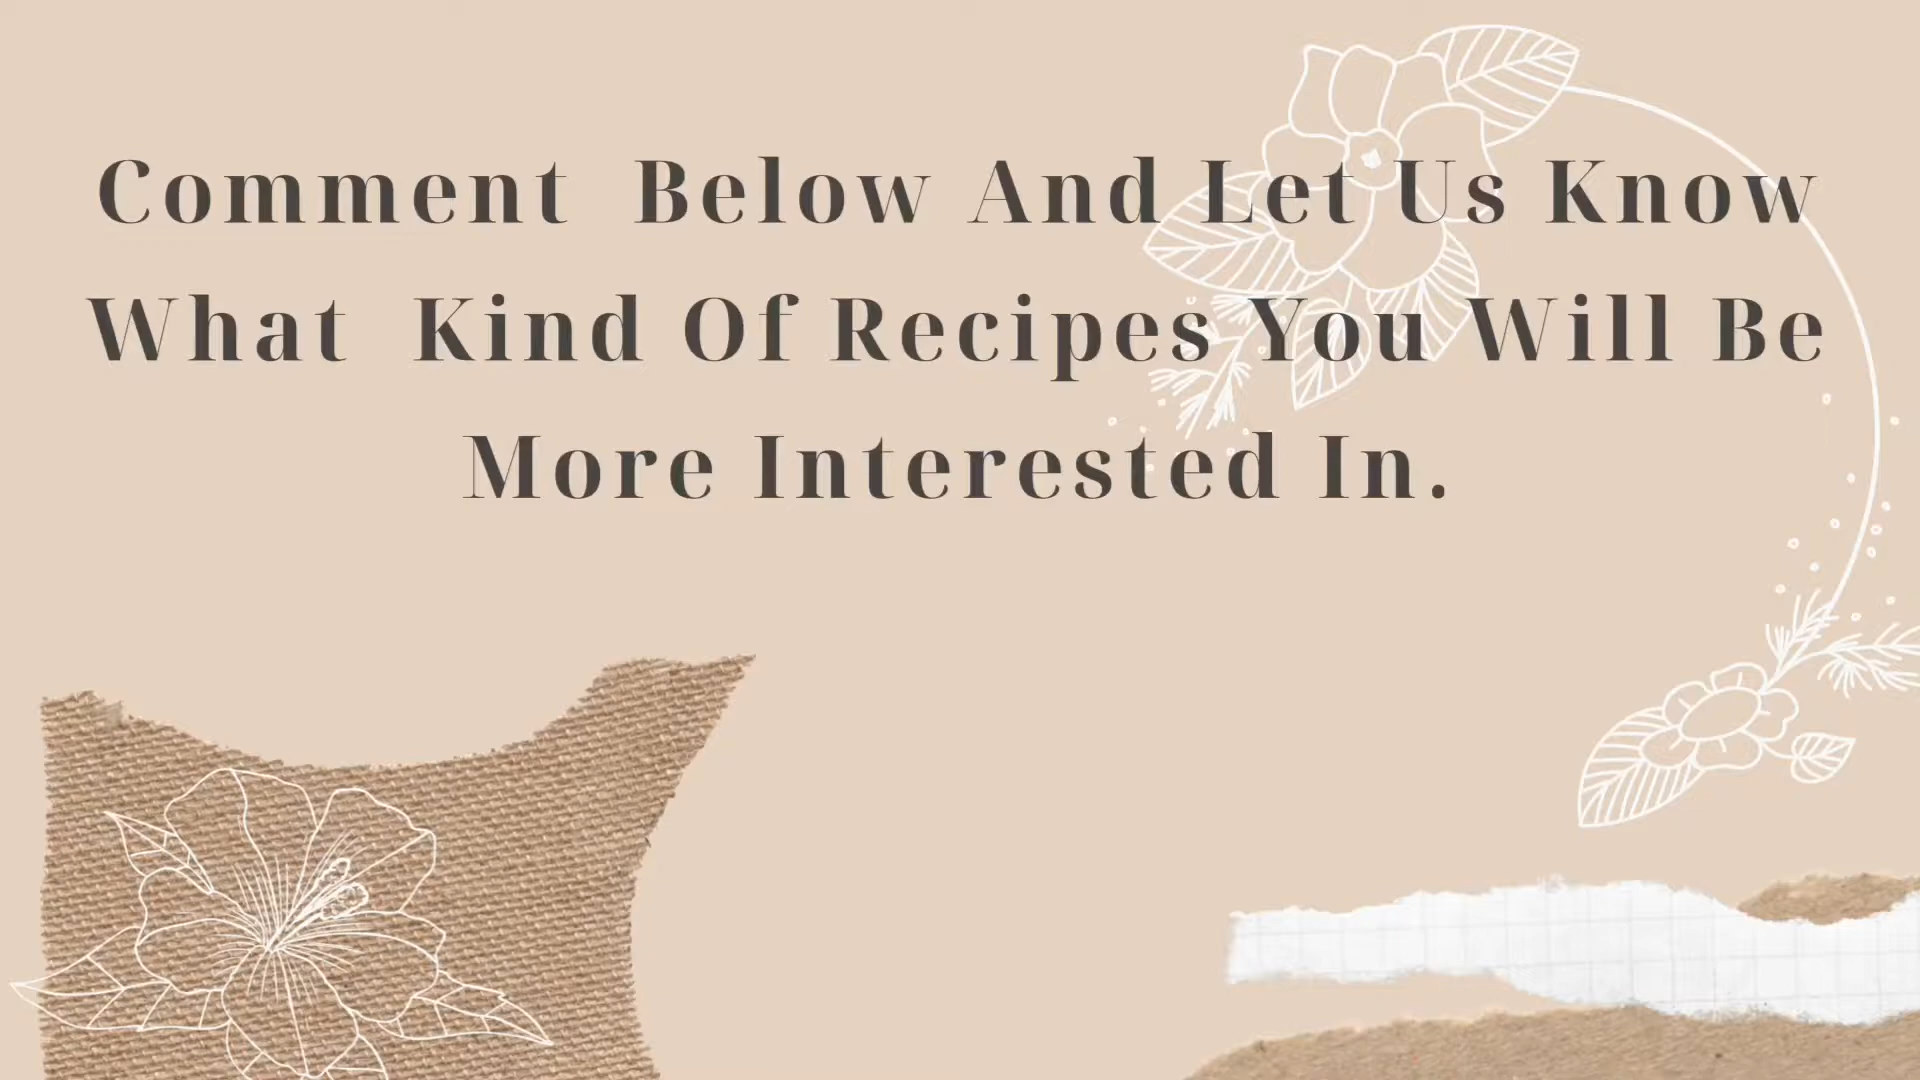 Comment Below And Let Us Know
What Kind Of Recipes You Will Be
More Interested In.